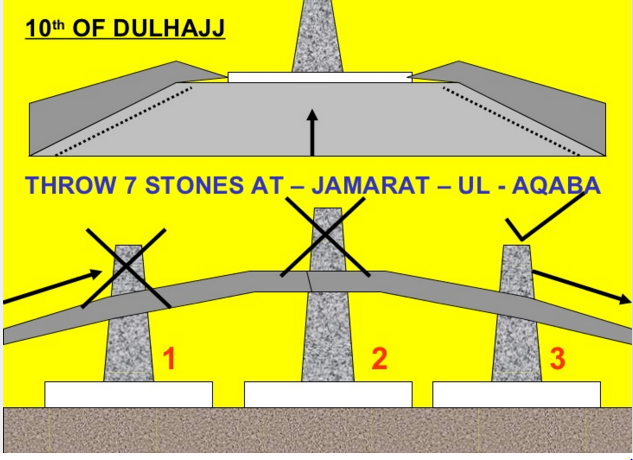 10th OF DULHAJJ
THROW 7 STONES AT – JAMARAT – UL - AQABA
1 2 3